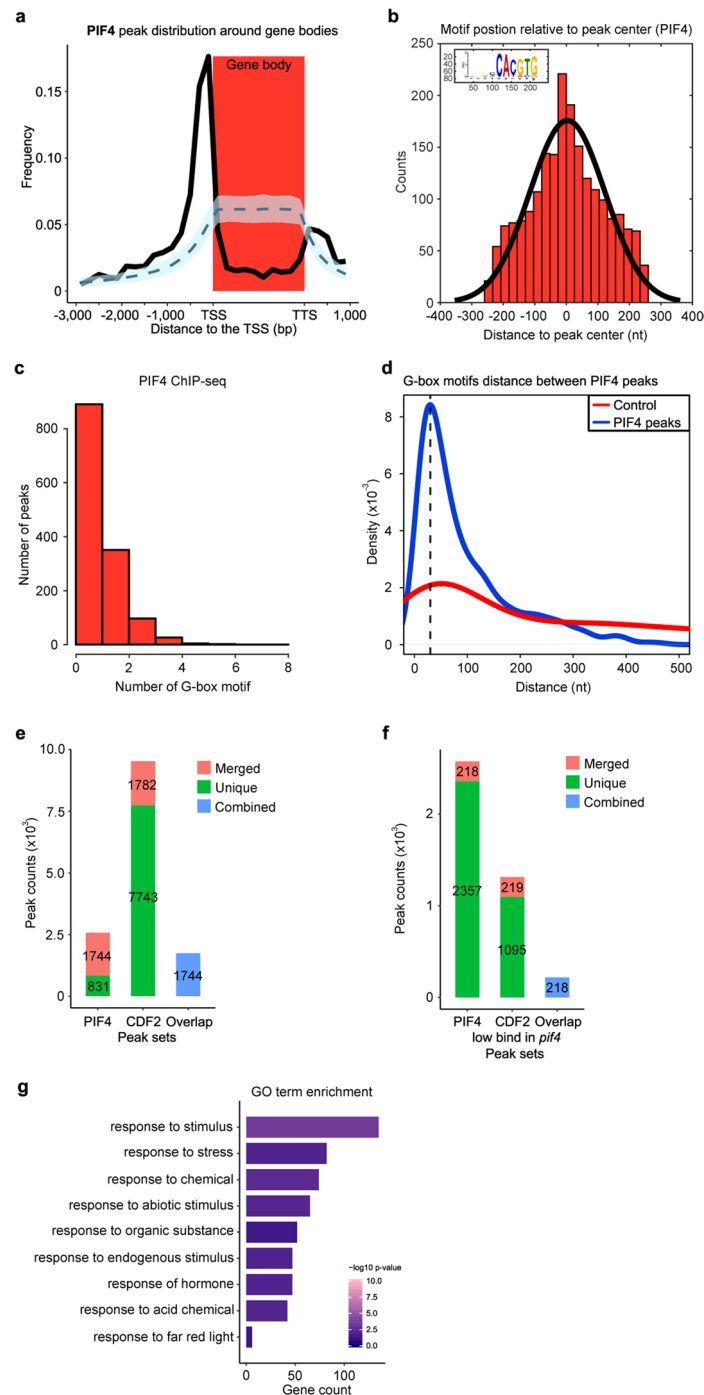 a
PIF4 peak distribution around gene bodies
Gene body
Frequency
0.15
0.10
0.05
0
-3,000 -2,000 -1,000 TSS TTS 1,000
Distance to the TSS (bp)
b
Motif postion relative to peak center (PIF4)
20
40
60
80
CACGTG
50 100 150 200
Counts
250
200
150
100
50
0
-400 -300 -200 -100 0 100 200 300 400
Distance to peak center (nt)
c
PIF4 ChIP-seq
Number of peaks
800
600
400
200
0
0 2 4 6 8
Number of G-box motif
d
G-box motifs distance between PIF4 peaks
Control
PIF4 peaks
Density (x10-3)
8
6
4
2
0
0 100 200 300 400 500
Distance (nt)
e
Merged
Unique
Combined
Peak counts (x10³)
10.0
7.5
5.0
2.5
0
1782
7743
1744
831
1744
PIF4 CDF2 Overlap
Peak sets
f
Merged
Unique
Combined
Peak counts (x10³)
2
1
0
218
2357
219
1095
218
PIF4 CDF2 Overlap
low bind in pif4
Peak sets
g
GO term enrichment
response to stimulus
response to stress
response to chemical
response to abiotic stimulus
response to organic substance
response to endogenous stimulus
response of hormone
response to acid chemical
response to far red light
−log10 p-value
10.0
7.5
5.0
2.5
0.0
0 50 100
Gene count